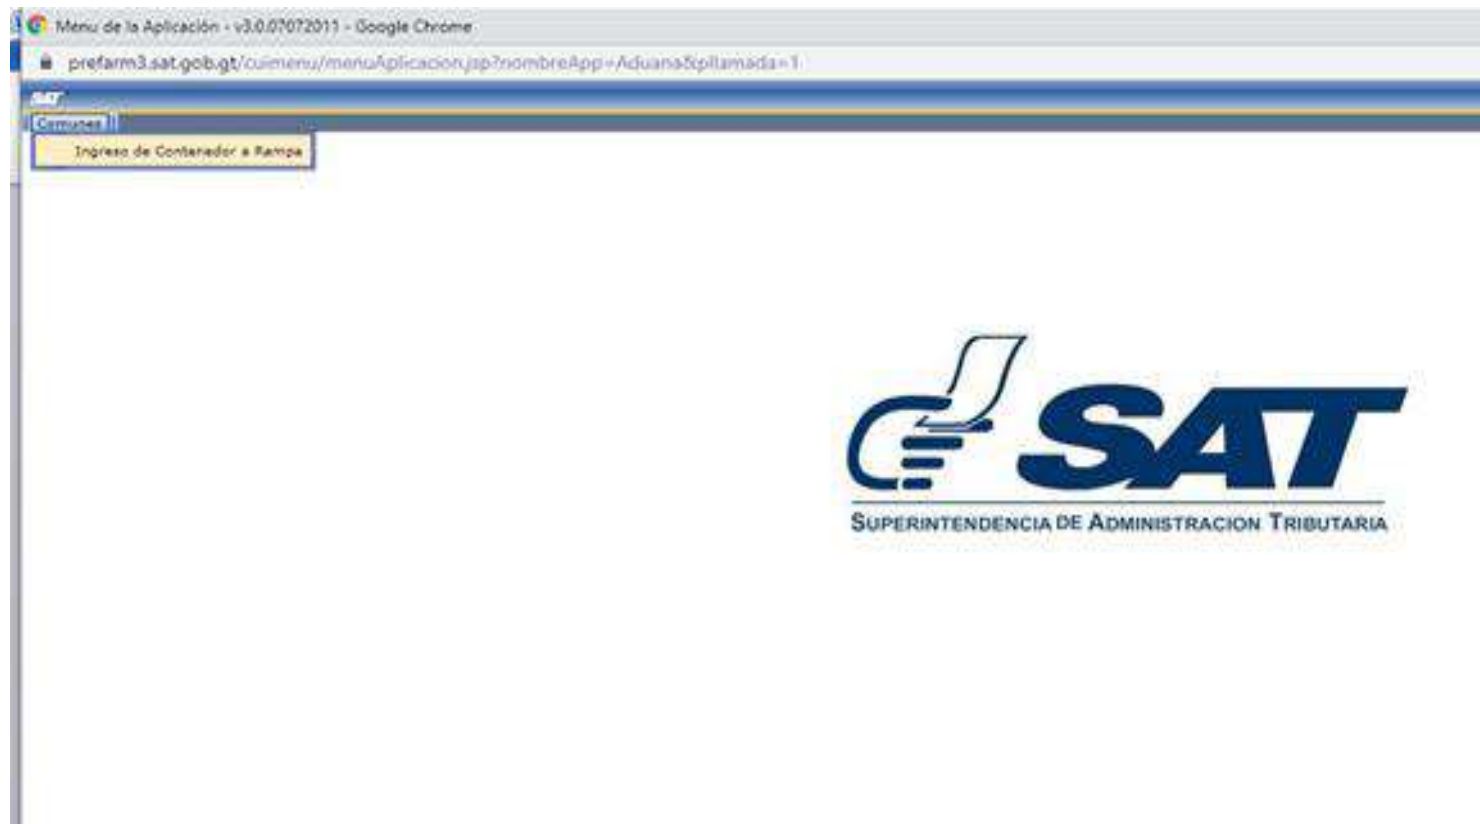 Menu de la Aplicación - v3.0.07072011 - Google Chrome
prefarm3.sat.gob.gt/cuimenu/menuAplicacion.jsp?nombreApp=Aduana&pllamada=1
SAT
Comunes
Ingreso de Contenedor a Rampa
SAT
SUPERINTENDENCIA DE ADMINISTRACION TRIBUTARIA